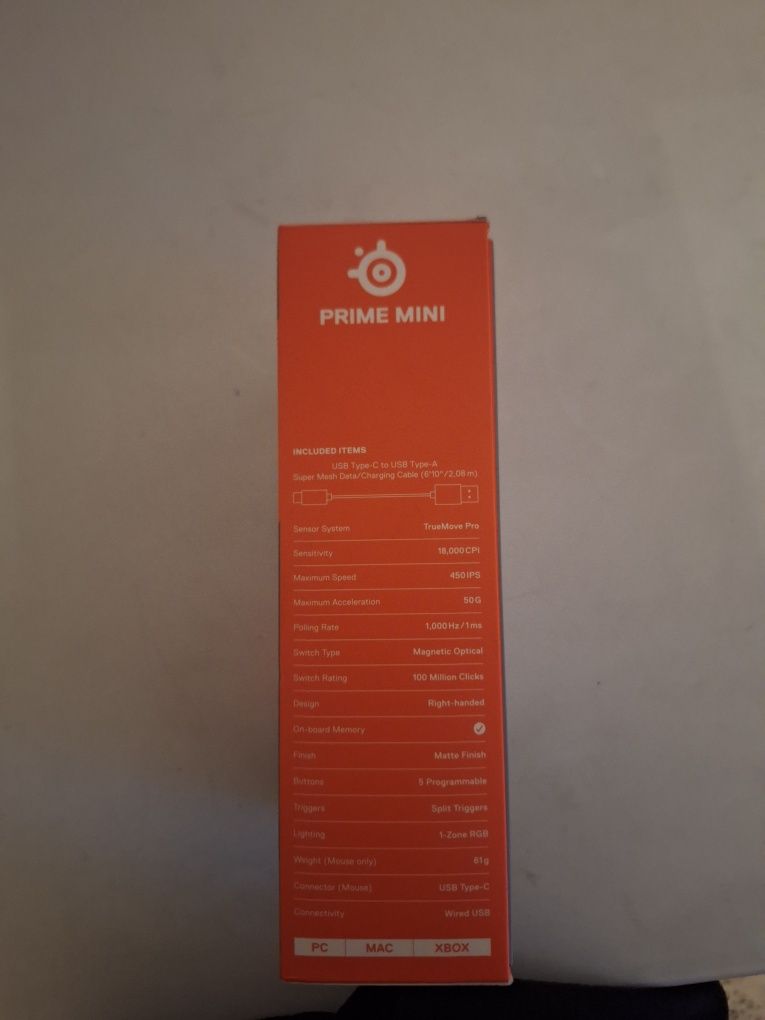 PRIME MINI
INCLUDED ITEMS
USB Type-C to USB Type-A
Super Mesh Data/Charging Cable (6'10"/2.08m)
Sensor System TrueMove Pro
Sensitivity 18,000 CPI
Maximum Speed 450 IPS
Maximum Acceleration 50G
Polling Rate 1,000Hz/1ms
Switch Type Magnetic Optical
Switch Rating 100 Million Clicks
Design Right-handed
On-board Memory
Finish Matte Finish
Buttons 5 Programmable
Triggers Split Triggers
Lighting 1-Zone RGB
Weight (Mouse only) 61g
Connector (Mouse) USB Type-C
Connectivity Wired USB
PC MAC XBOX